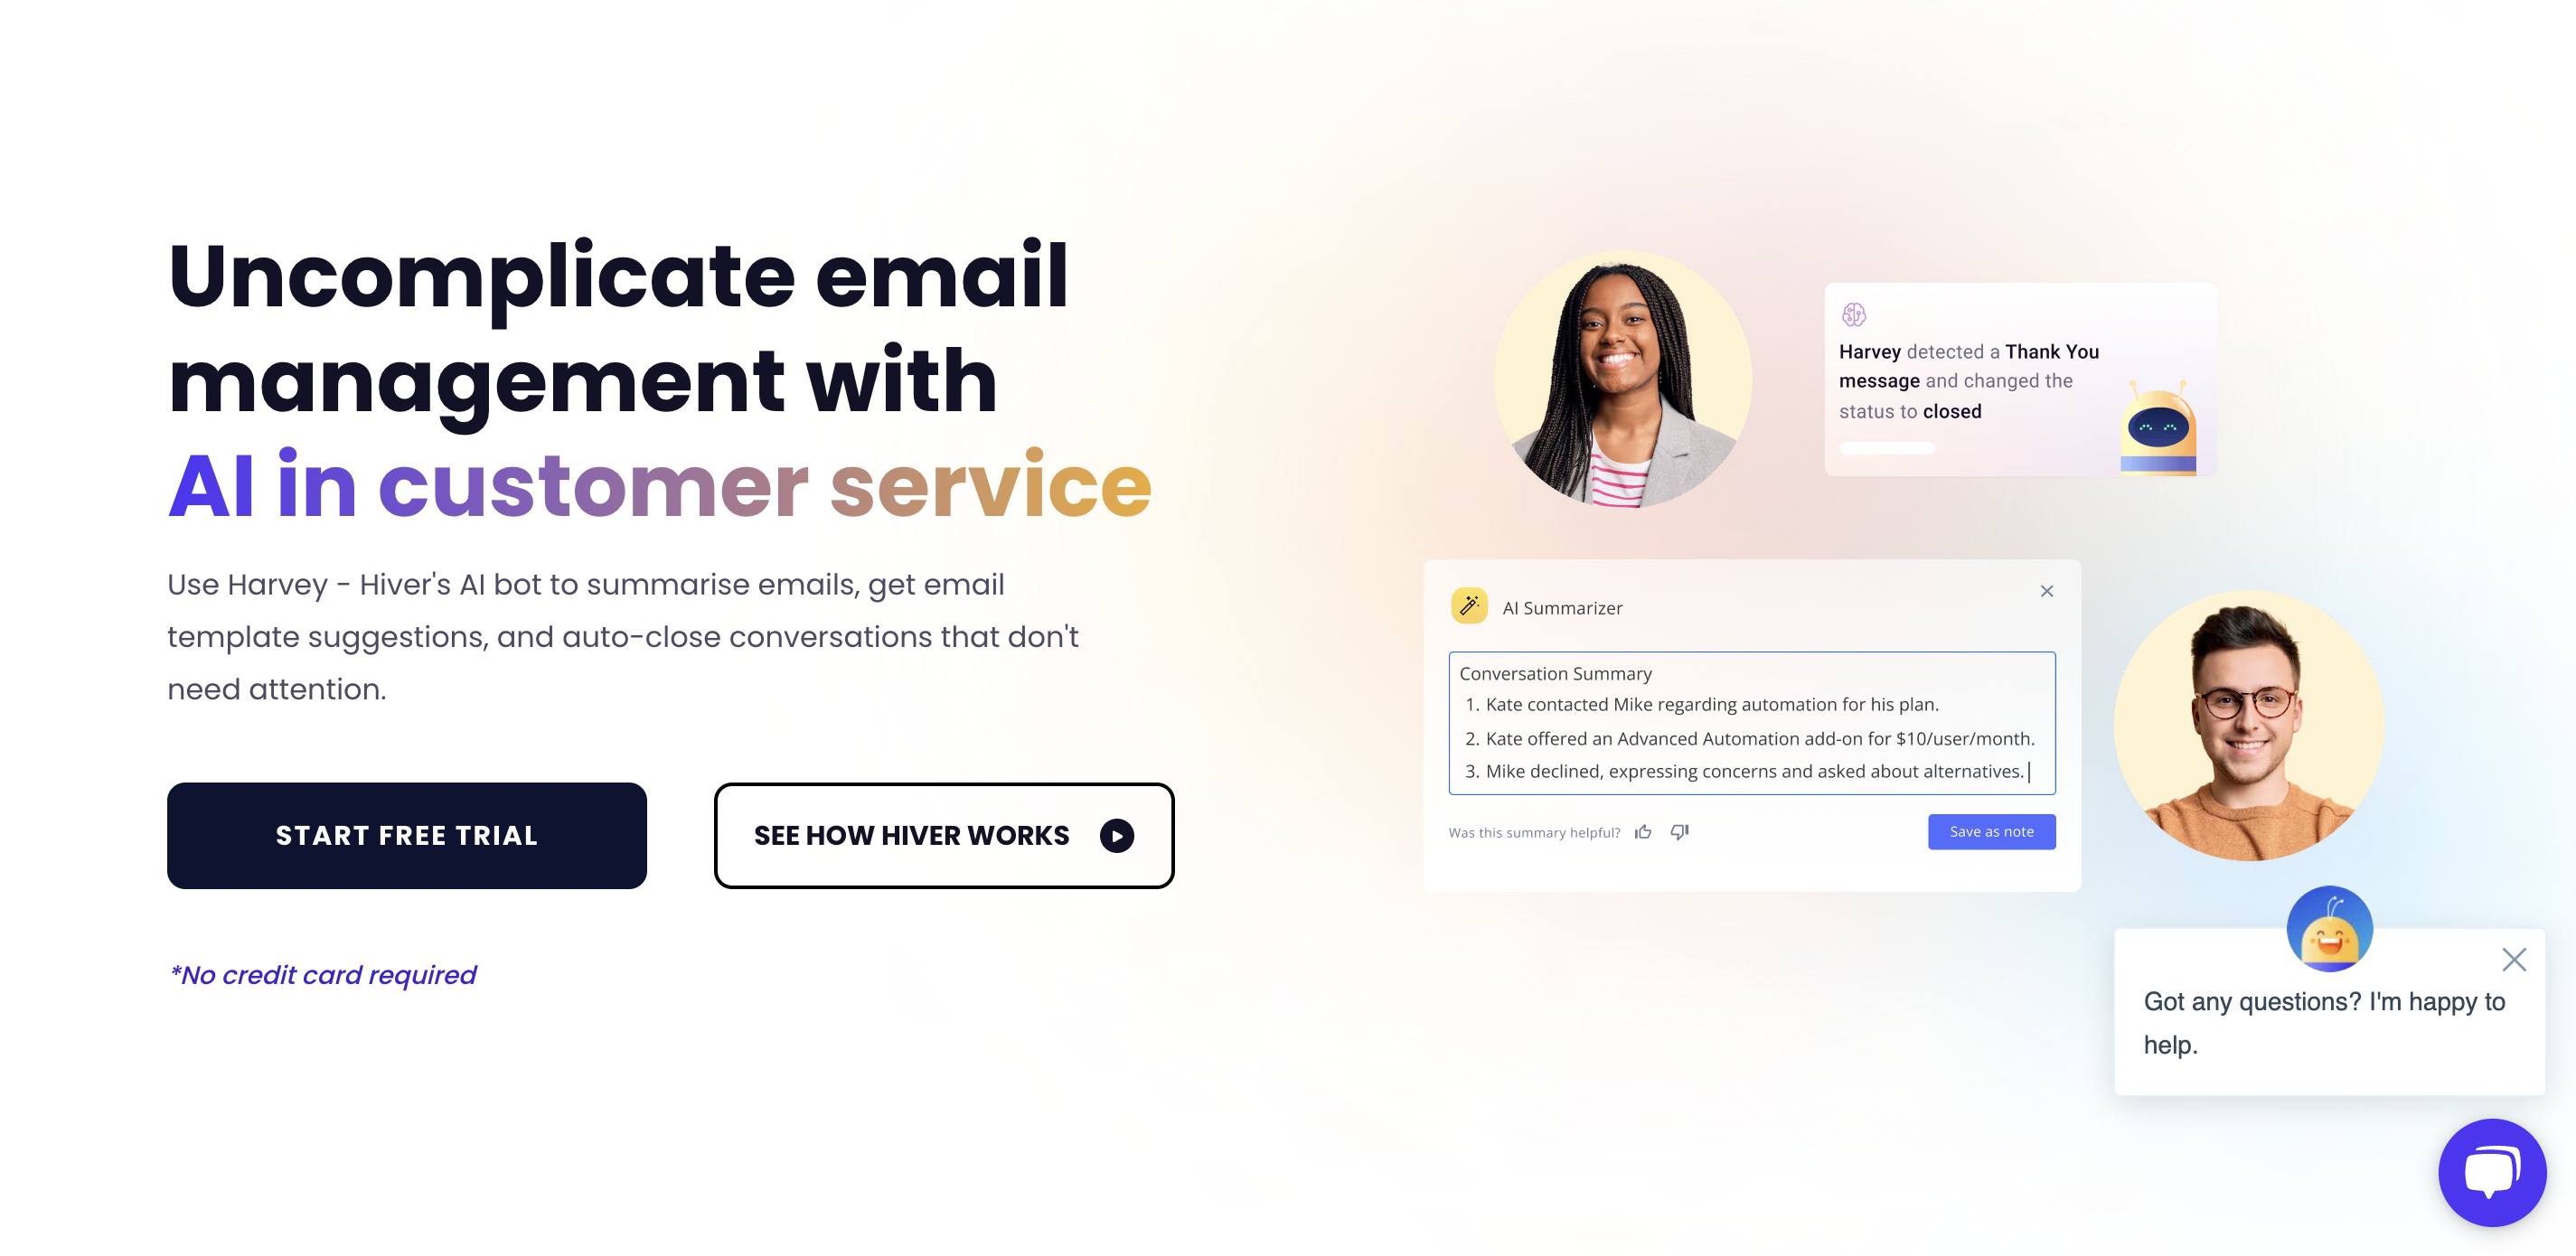 Uncomplicate email
management with
AI in customer service
Use Harvey - Hiver's AI bot to summarise emails, get email
template suggestions, and auto-close conversations that don't
need attention.
START FREE TRIAL
SEE HOW HIVER WORKS
*No credit card required
Harvey detected a Thank You
message and changed the
status to closed
AI Summarizer
Conversation Summary
1. Kate contacted Mike regarding automation for his plan.
2. Kate offered an Advanced Automation add-on for $10/user/month.
3. Mike declined, expressing concerns and asked about alternatives.
Was this summary helpful?
Save as note
Got any questions? I'm happy to
help.